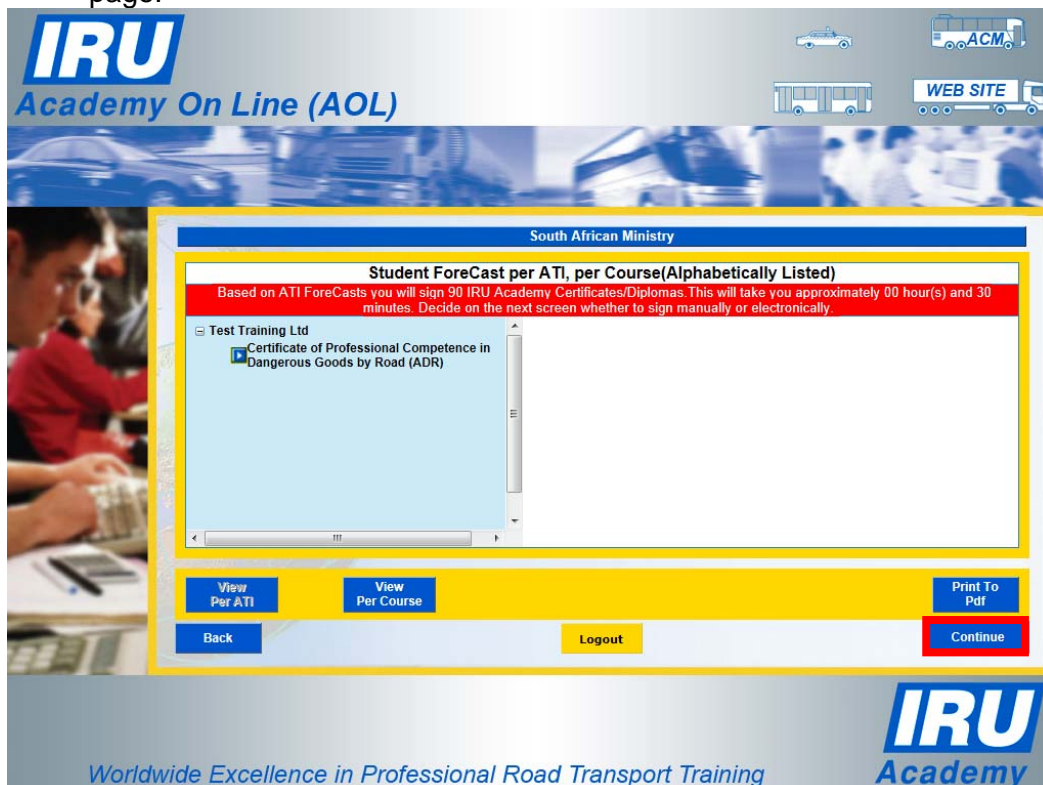 page.
IRU
ACM
Academy On Line (AOL)
WEB SITE
South African Ministry
Student ForeCast per ATI, per Course(Alphabetically Listed)
Based on ATI ForeCasts you will sign 90 IRU Academy Certificates/Diplomas.This will take you approximately 00 hour(s) and 30
minutes. Decide on the next screen whether to sign manually or electronically.
Test Training Ltd
Certificate of Professional Competence in
Dangerous Goods by Road (ADR)
View
Per ATI
View
Per Course
Print To
Pdf
Back
Logout
Continue
IRU
Worldwide Excellence in Professional Road Transport Training
Academy